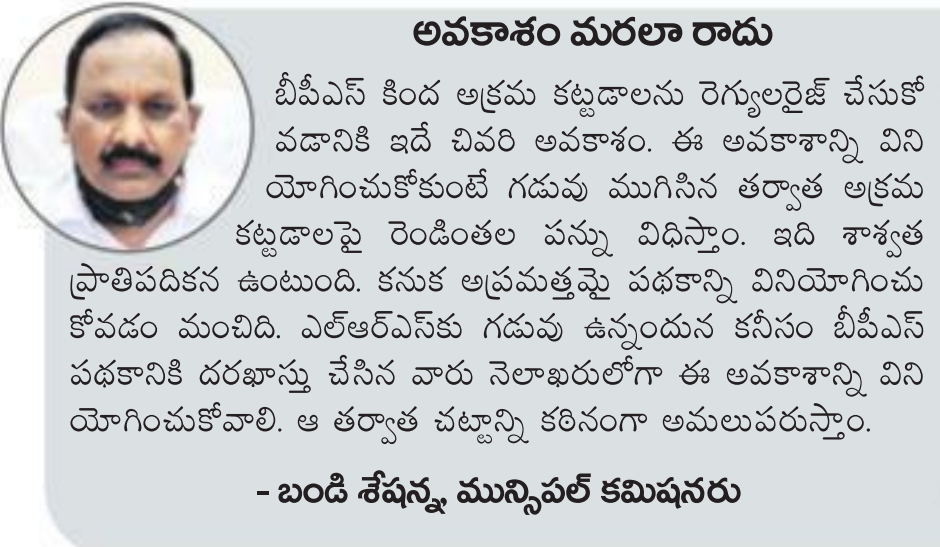 అవకాశం మరలా రాదు
బీపీఎస్ కింద అక్రమ కట్టడాలను రెగ్యులరైజ్ చేసుకో
వడానికి ఇదే చివరి అవకాశం. ఈ అవకాశాన్ని విని
యోగించుకోకుంటే గడువు ముగిసిన తర్వాత అక్రమ
కట్టడాలపై రెండింతల పన్ను విధిస్తాం. ఇది శాశ్వత
ప్రాతిపదికన ఉంటుంది. కనుక అప్రమత్తమై పథకాన్ని వినియోగించు
కోవడం మంచిది. ఎల్ఆర్ఎస్‌కు గడువు ఉన్నందున కనీసం బీపీఎస్
పథకానికి దరఖాస్తు చేసిన వారు నెలాఖరులోగా ఈ అవకాశాన్ని విని
యోగించుకోవాలి. ఆ తర్వాత చట్టాన్ని కఠినంగా అమలుపరుస్తాం.
- బండి శేషన్న, మున్సిపల్ కమిషనరు